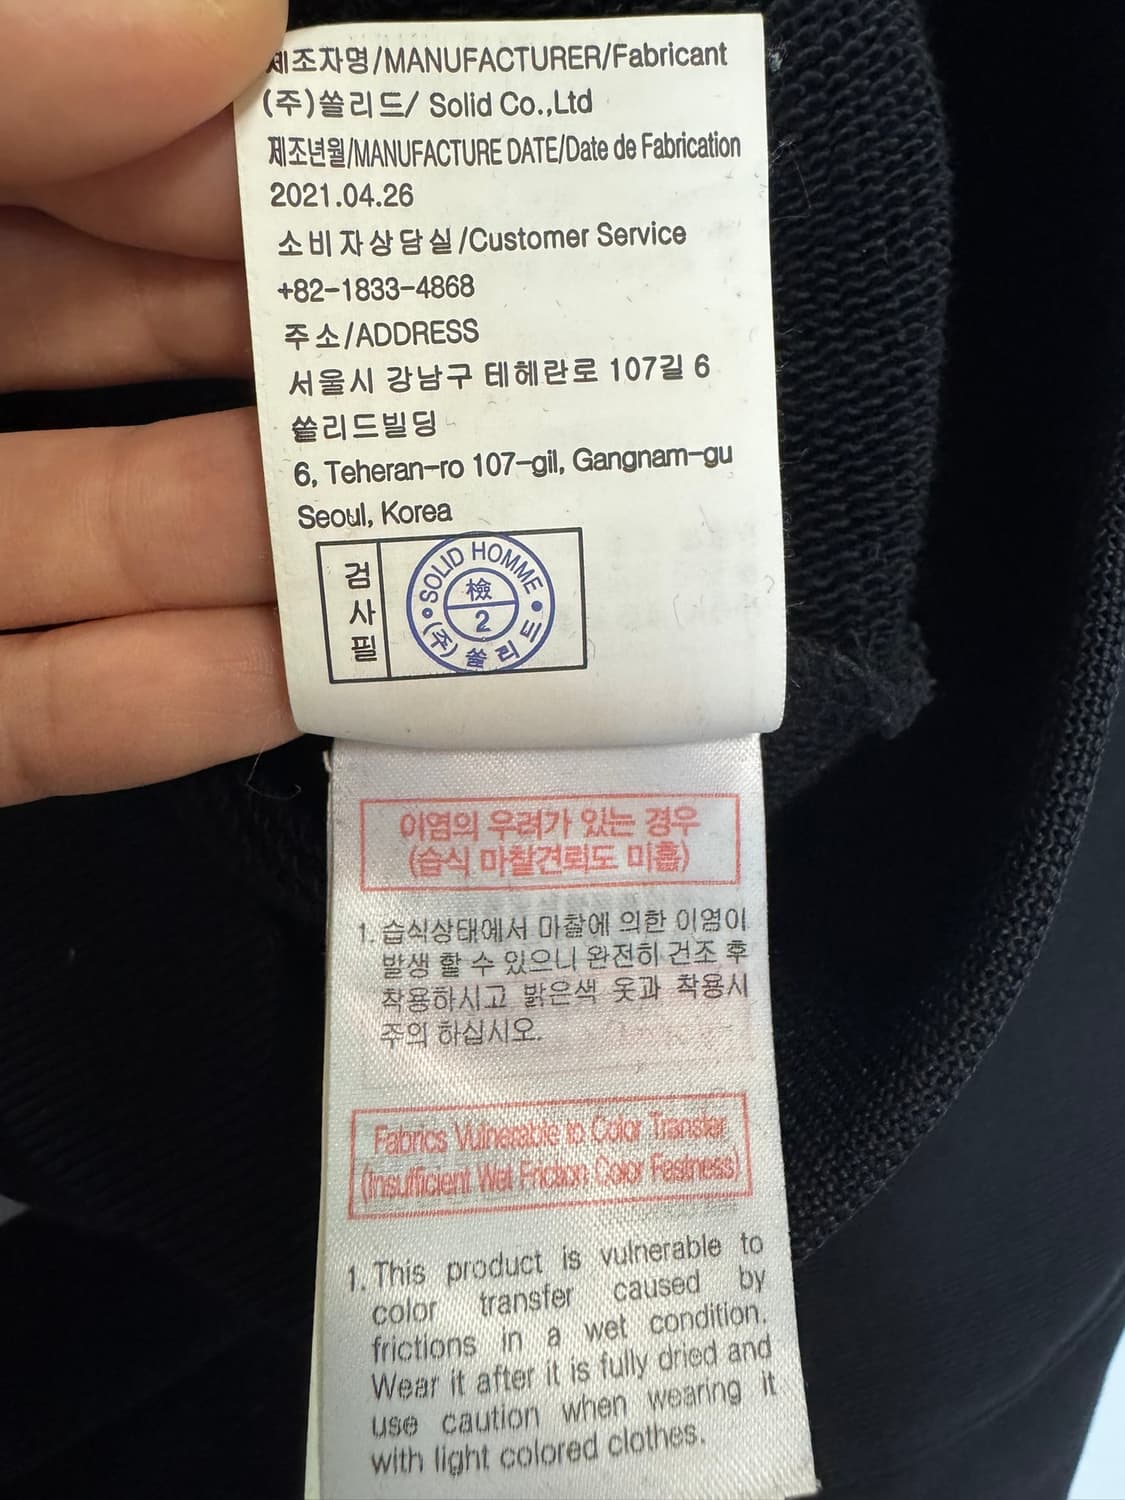 제조자명/MANUFACTURER/Fabricant
(주)쏠리드/ Solid Co.,Ltd
제조년월/MANUFACTURE DATE/Date de Fabrication
2021.04.26
소비자상담실/Customer Service
+82-1833-4868
주소/ADDRESS
서울시 강남구 테헤란로 107길 6
쏠리드빌딩
6, Teheran-ro 107-gil, Gangnam-gu
Seoul, Korea
검사필
SOLID HOMME
檢
2
(주)쏠리드
이염의 우려가 있는 경우
(습식 마찰견뢰도 미흡)
1. 습식상태에서 마찰에 의한 이염이
발생 할 수 있으니 완전히 건조 후
착용하시고 밝은색 옷과 착용시
주의 하십시오.
Fabrics Vulnerable to Color Transfer
(Insufficient Wet Friction Color Fastness)
1. This product is vulnerable to
color transfer caused by
frictions in a wet condition.
Wear it after it is fully dried and
use caution when wearing it
with light colored clothes.